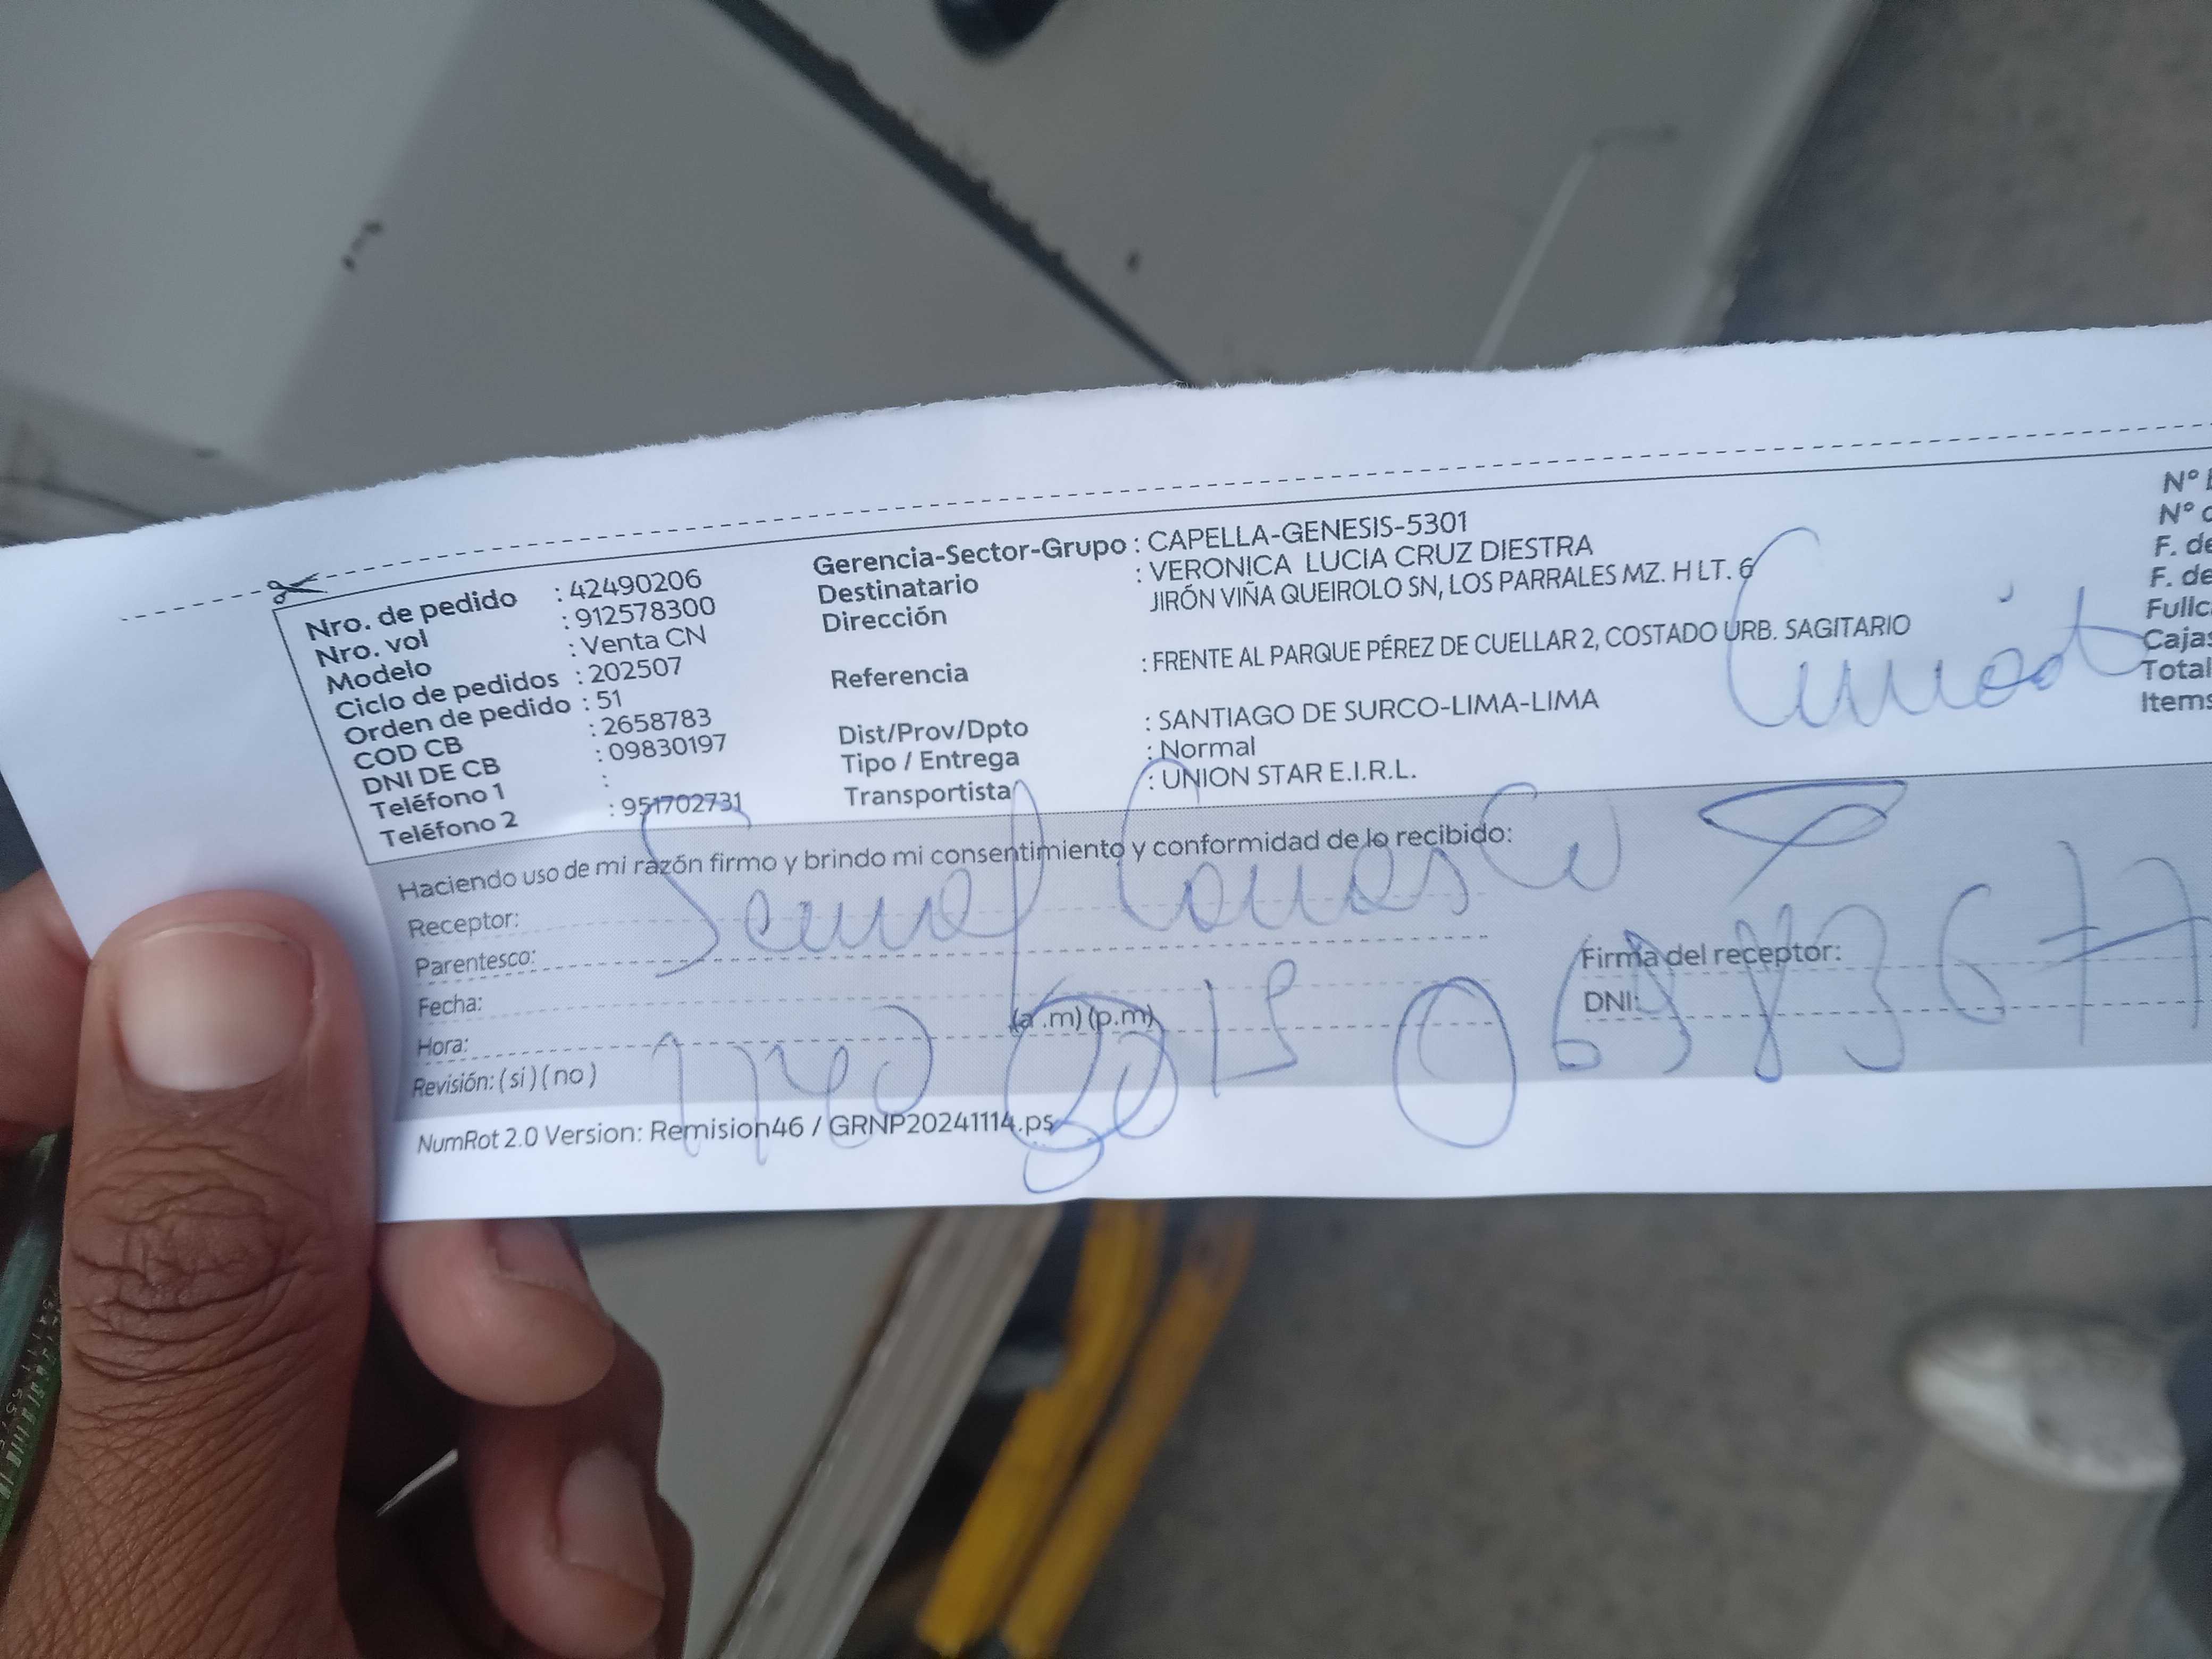 Nro. de pedido : 42490206
Nro. vol : 912578300
Modelo : Venta CN
Ciclo de pedidos : 202507
Orden de pedido : 51
COD CB : 2658783
DNI DE CB : 09830197
Teléfono 1 :
Teléfono 2 : 951702731
Gerencia-Sector-Grupo : CAPELLA-GENESIS-5301
Destinatario : VERONICA LUCIA CRUZ DIESTRA
Dirección JIRÓN VIÑA QUEIROLO SN, LOS PARRALES MZ. H LT. 6
Referencia : FRENTE AL PARQUE PÉREZ DE CUELLAR 2, COSTADO URB. SAGITARIO
Dist/Prov/Dpto : SANTIAGO DE SURCO-LIMA-LIMA
Tipo / Entrega : Normal
Transportista : UNION STAR E.I.R.L.
N°
N°
F. de
F. de
Fullc
Cajas
Total
Items
Haciendo uso de mi razón firmo y brindo mi consentimiento y conformidad de lo recibido:
Receptor:
Parentesco:
Fecha:
Hora: (a.m) (p.m)
Revisión: (si) (no)
Firma del receptor:
DNI:
NumRot 2.0 Version: Remision46 / GRNP20241114.ps